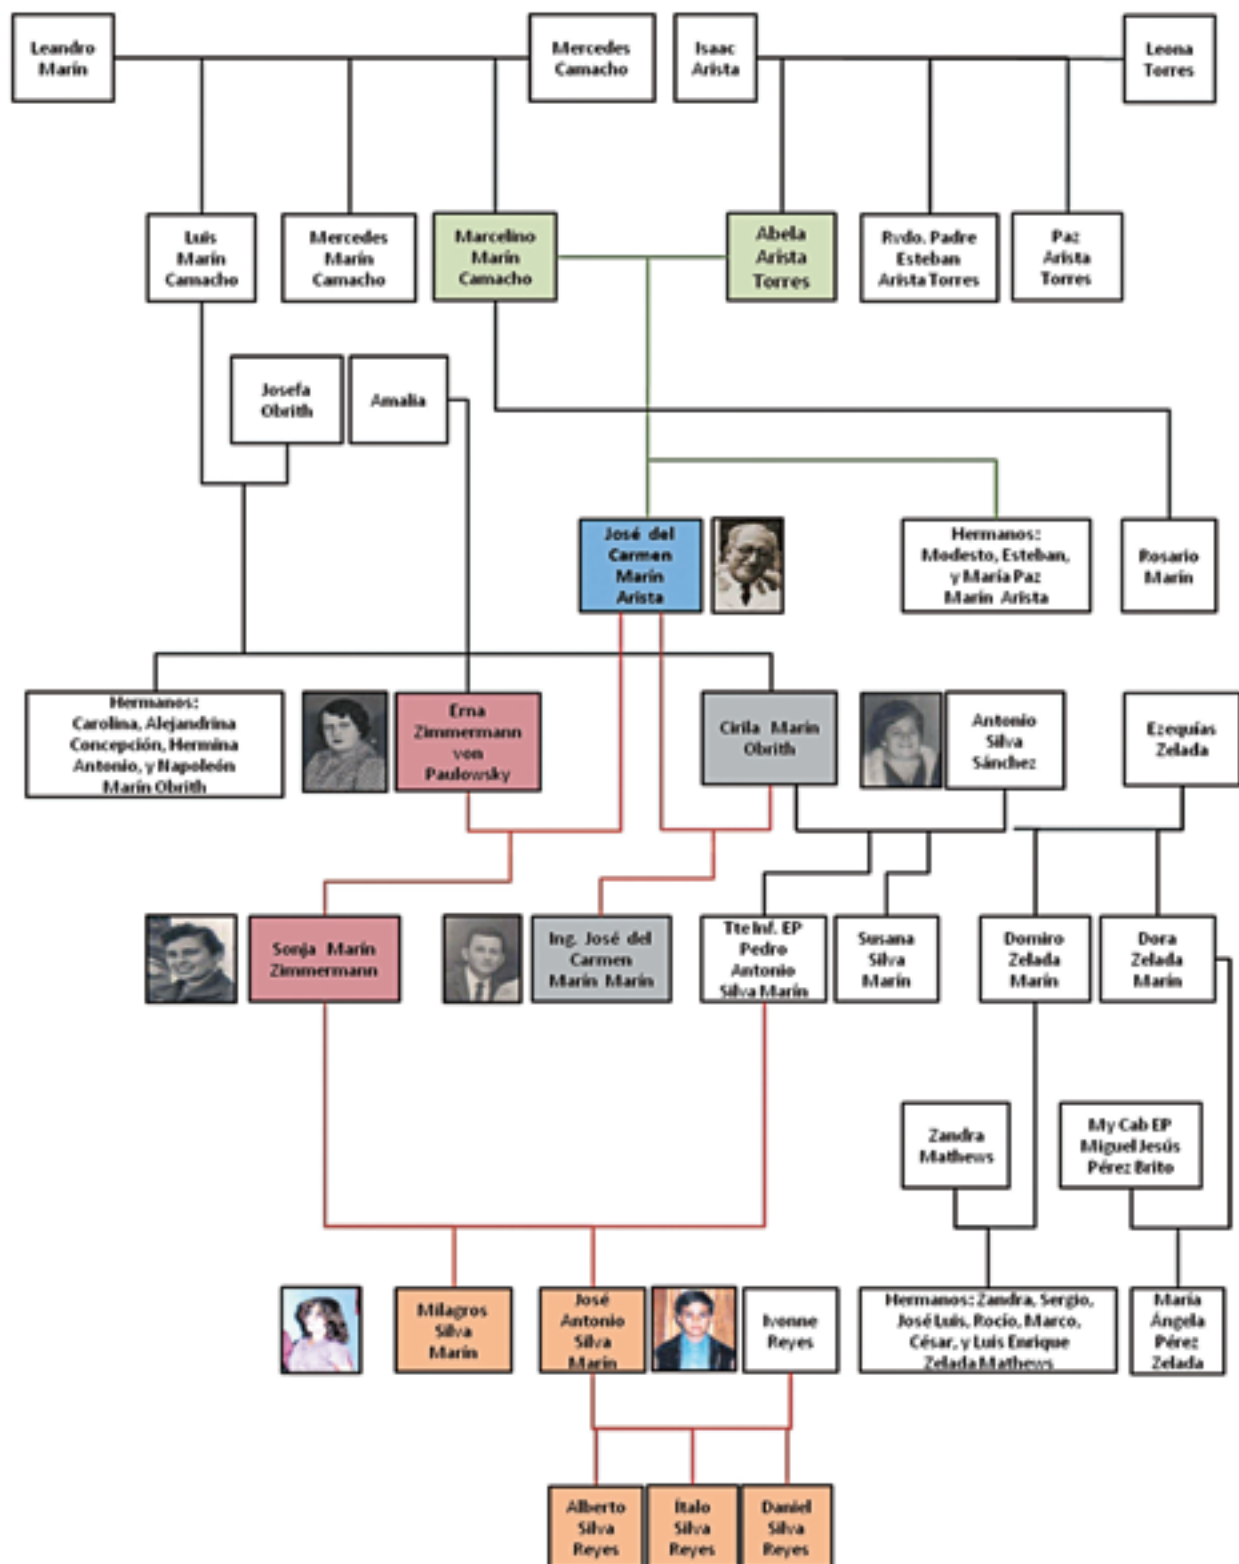 Leandro
Marín
Mercedes
Camacho
Isaac
Arista
Leona
Torres
Luis
Marín
Camacho
Mercedes
Marín
Camacho
Marcelino
Marín
Camacho
Abela
Arista
Torres
Rvdo. Padre
Esteban
Arista Torres
Paz
Arista
Torres
Josefa
Obrith
Amalia
José del
Carmen
Marín
Arista
Hermanos:
Modesto, Esteban,
y María Paz
Marín Arista
Rosario
Marín
Hermanos:
Carolina, Alejandrina
Concepción, Hermina
Antonio, y Napoleón
Marín Obrith
Erna
Zimmermann
von
Paulowsky
Cirila Marín
Obrith
Antonio
Silva
Sánchez
Ezequías
Zelada
Sonja Marín
Zimmermann
Ing. José del
Carmen
Marín Marín
Tte Inf. EP
Pedro
Antonio
Silva Marín
Susana
Silva
Marín
Domiro
Zelada
Marín
Dora
Zelada
Marín
Zandra
Mathews
My Cab EP
Miguel Jesús
Pérez Brito
Milagros
Silva
Marín
José
Antonio
Silva
Marín
Ivonne
Reyes
Hermanos: Zandra, Sergio,
José Luis, Rocío, Marco,
César, y Luis Enrique
Zelada Mathews
María
Ángela
Pérez
Zelada
Alberto
Silva
Reyes
Ítalo
Silva
Reyes
Daniel
Silva
Reyes